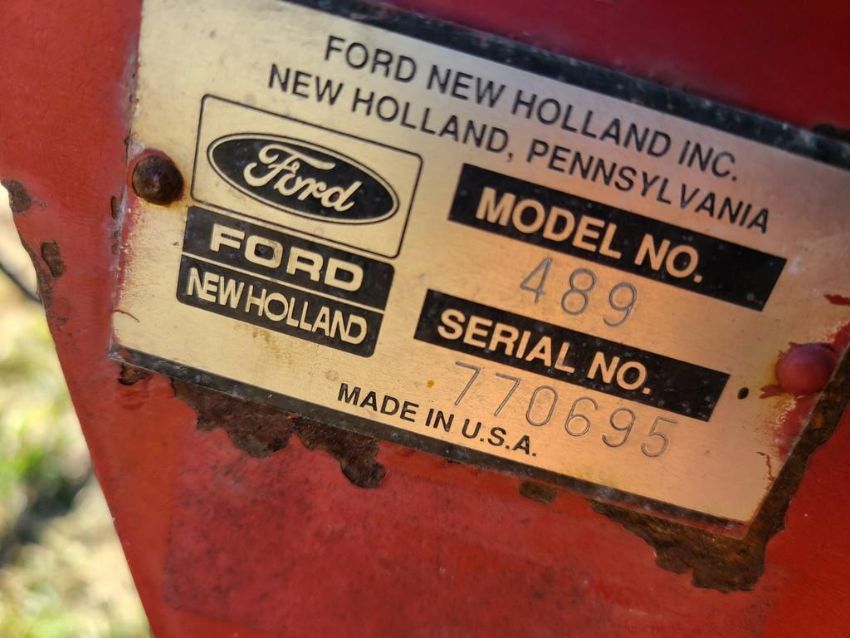 FORD NEW HOLLAND INC.
NEW HOLLAND, PENNSYLVANIA
Ford
FORD
NEW HOLLAND
MODEL NO.
489
SERIAL NO.
770695
MADE IN U.S.A.